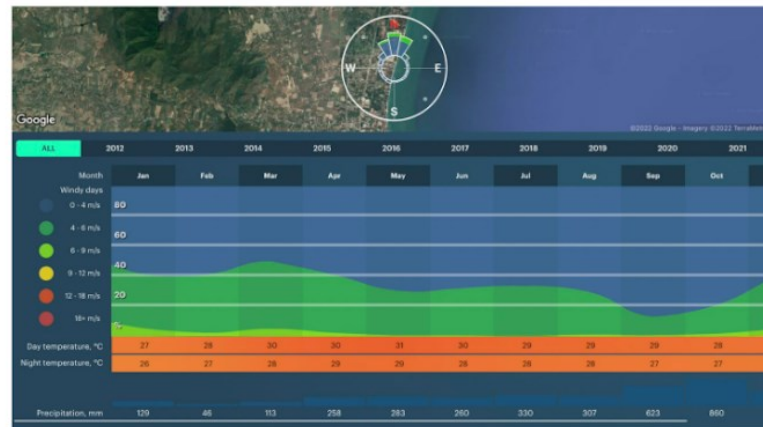 W E
S
Google
©2022 Google - Imagery ©2022 TerraMet
ALL 2012 2013 2014 2015 2016 2017 2018 2019 2020 2021
Month Jan Feb Mar Apr May Jun Jul Aug Sep Oct
Windy days
0 - 4 m/s 80
4 - 6 m/s 60
6 - 9 m/s
9 - 12 m/s 40
12 - 18 m/s 20
18+ m/s %
Day temperature, °C 27 28 30 30 31 30 29 29 29 28
Night temperature, °C 26 27 28 29 29 28 28 28 27 27
Precipitation, mm 129 46 113 258 283 260 330 307 623 860